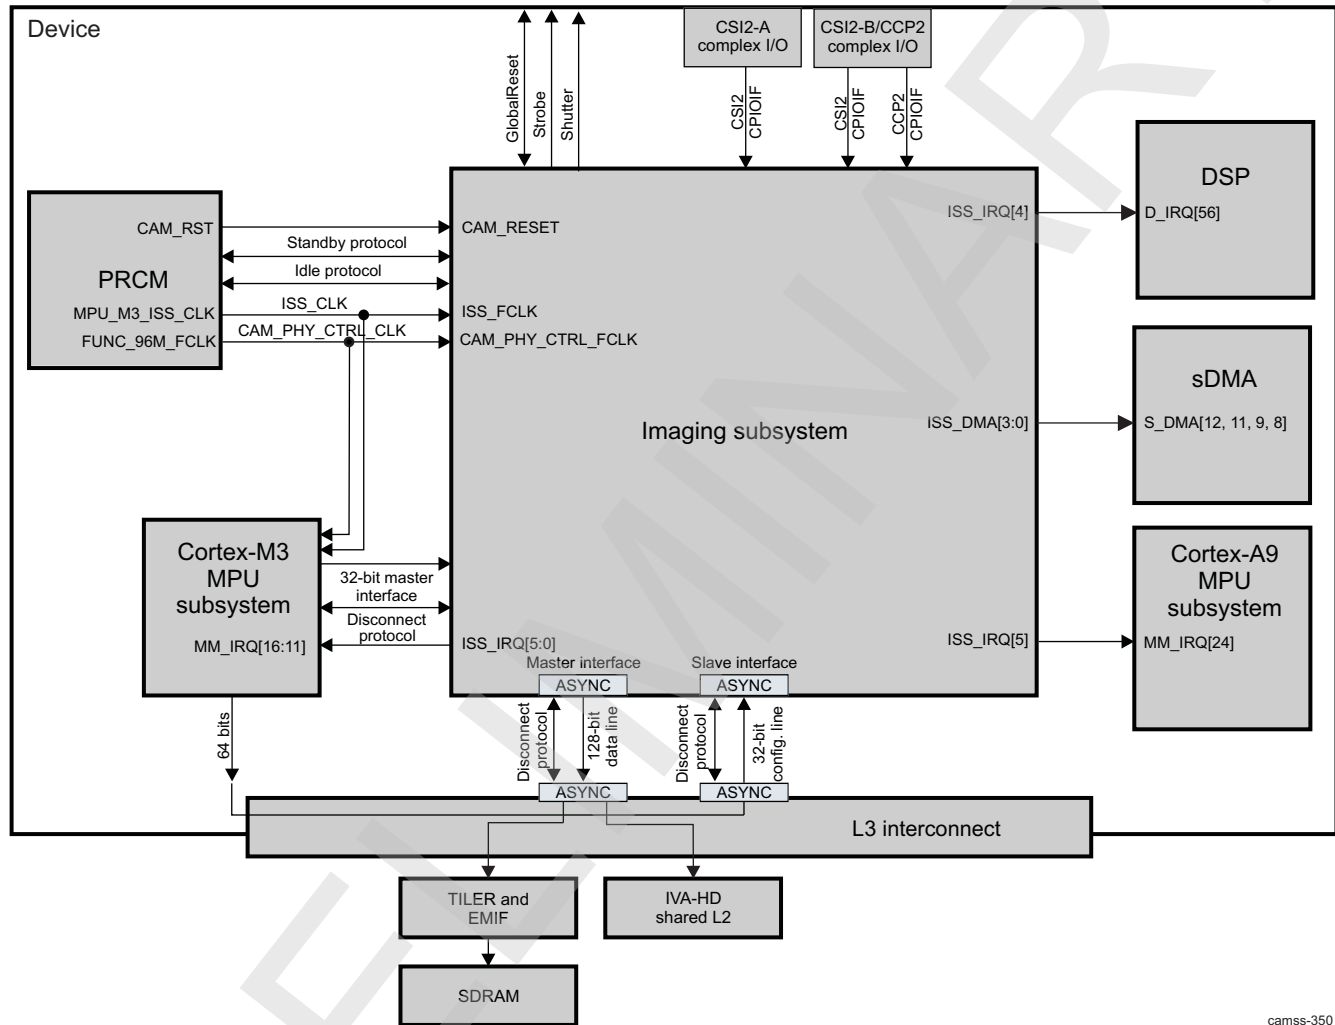 Device
GlobalReset
Strobe
Shutter
CSI2-A
complex I/O
CSI2-B/CCP2
complex I/O
CSI2
CPIOIF
CSI2
CPIOIF
CCP2
CPIOIF
PRCM
CAM_RST
MPU_M3_ISS_CLK
FUNC_96M_FCLK
Standby protocol
Idle protocol
ISS_CLK
CAM_PHY_CTRL_CLK
CAM_RESET
ISS_FCLK
CAM_PHY_CTRL_FCLK
Imaging subsystem
ISS_IRQ[4]
ISS_DMA[3:0]
ISS_IRQ[5]
DSP
D_IRQ[56]
sDMA
S_DMA[12, 11, 9, 8]
Cortex-A9
MPU
subsystem
MM_IRQ[24]
Cortex-M3
MPU
subsystem
MM_IRQ[16:11]
32-bit master
interface
Disconnect
protocol
ISS_IRQ[5:0]
Master interface
ASYNC
Slave interface
ASYNC
64 bits
Disconnect
protocol
128-bit
data line
Disconnect
protocol
32-bit
config. line
ASYNC
ASYNC
L3 interconnect
TILER and
EMIF
IVA-HD
shared L2
SDRAM
camss-350
ELIMINAR